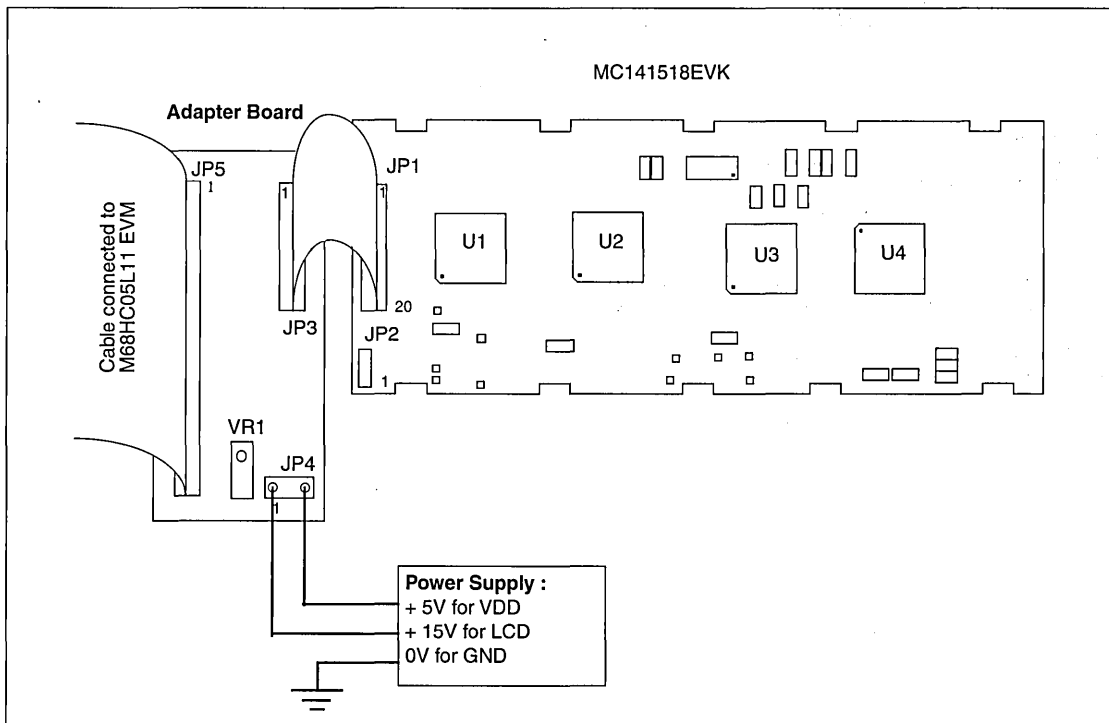 MC141518EVK
Adapter Board
JP5
1
JP1
1
1
Cable connected to
M68HC05L11 EVM
U1
U2
U3
U4
20
JP3
JP2
1
VR1
JP4
1
Power Supply :
+ 5V for VDD
+ 15V for LCD
0V for GND